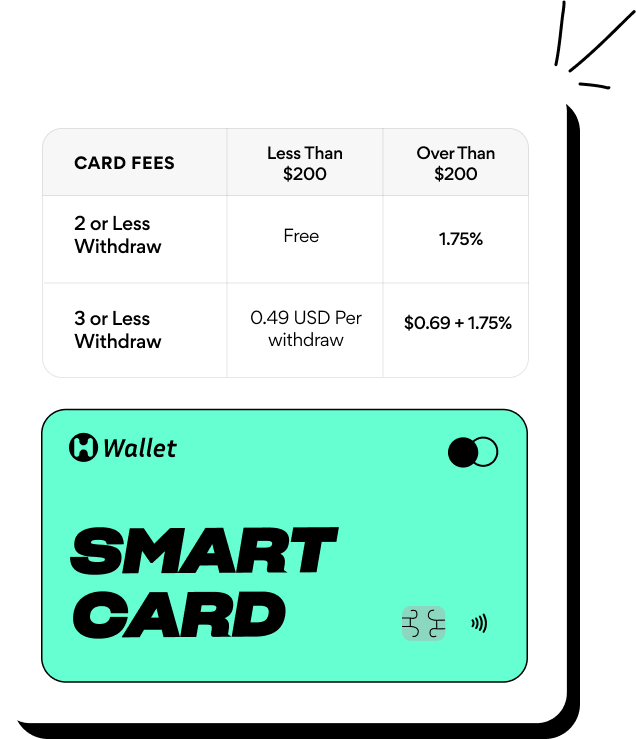 CARD FEES
Less Than
$200
Over Than
$200
2 or Less
Withdraw
Free
1.75%
3 or Less
Withdraw
0.49 USD Per
withdraw
$0.69 + 1.75%
Wallet
SMART
CARD